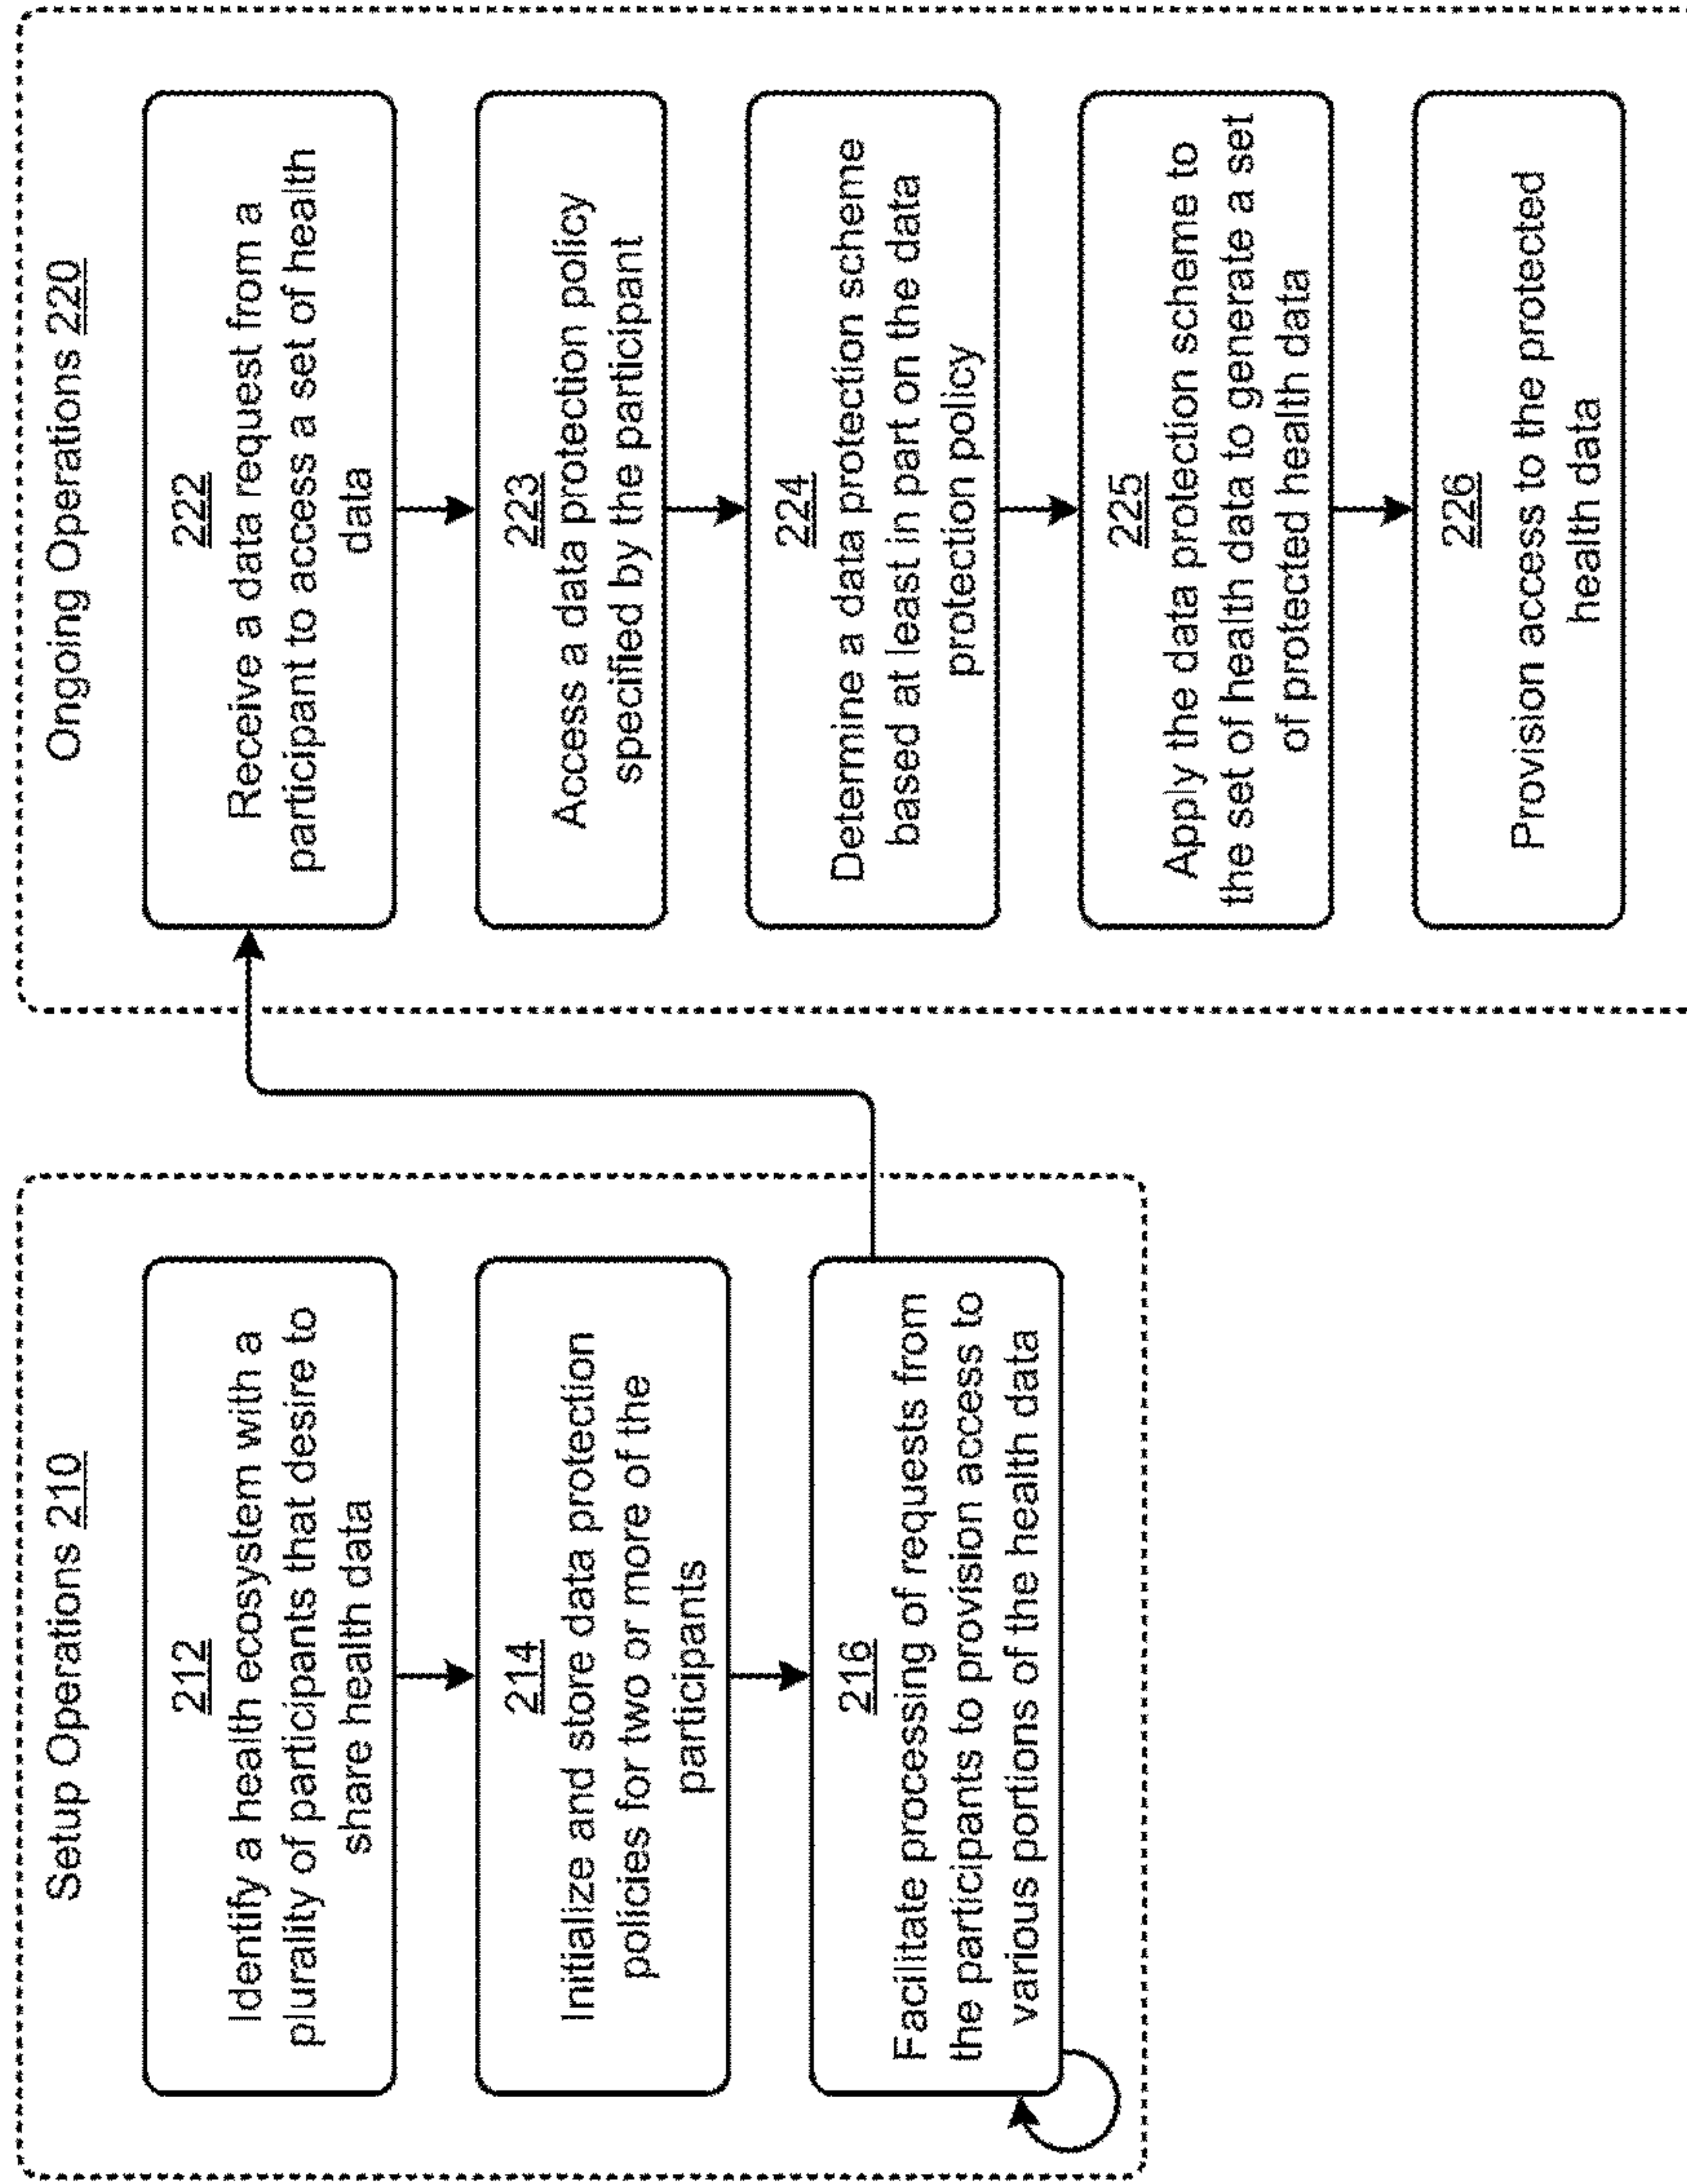 Setup Operations 210
212
Identify a health ecosystem with a
plurality of participants that desire to
share health data
214
Initialize and store data protection
policies for two or more of the
participants
216
Facilitate processing of requests from
the participants to provision access to
various portions of the health data
Ongoing Operations 220
222
Receive a data request from a
participant to access a set of health
data
223
Access a data protection policy
specified by the participant
224
Determine a data protection scheme
based at least in part on the data
protection policy
225
Apply the data protection scheme to
the set of health data to generate a set
of protected health data
226
Provision access to the protected
health data